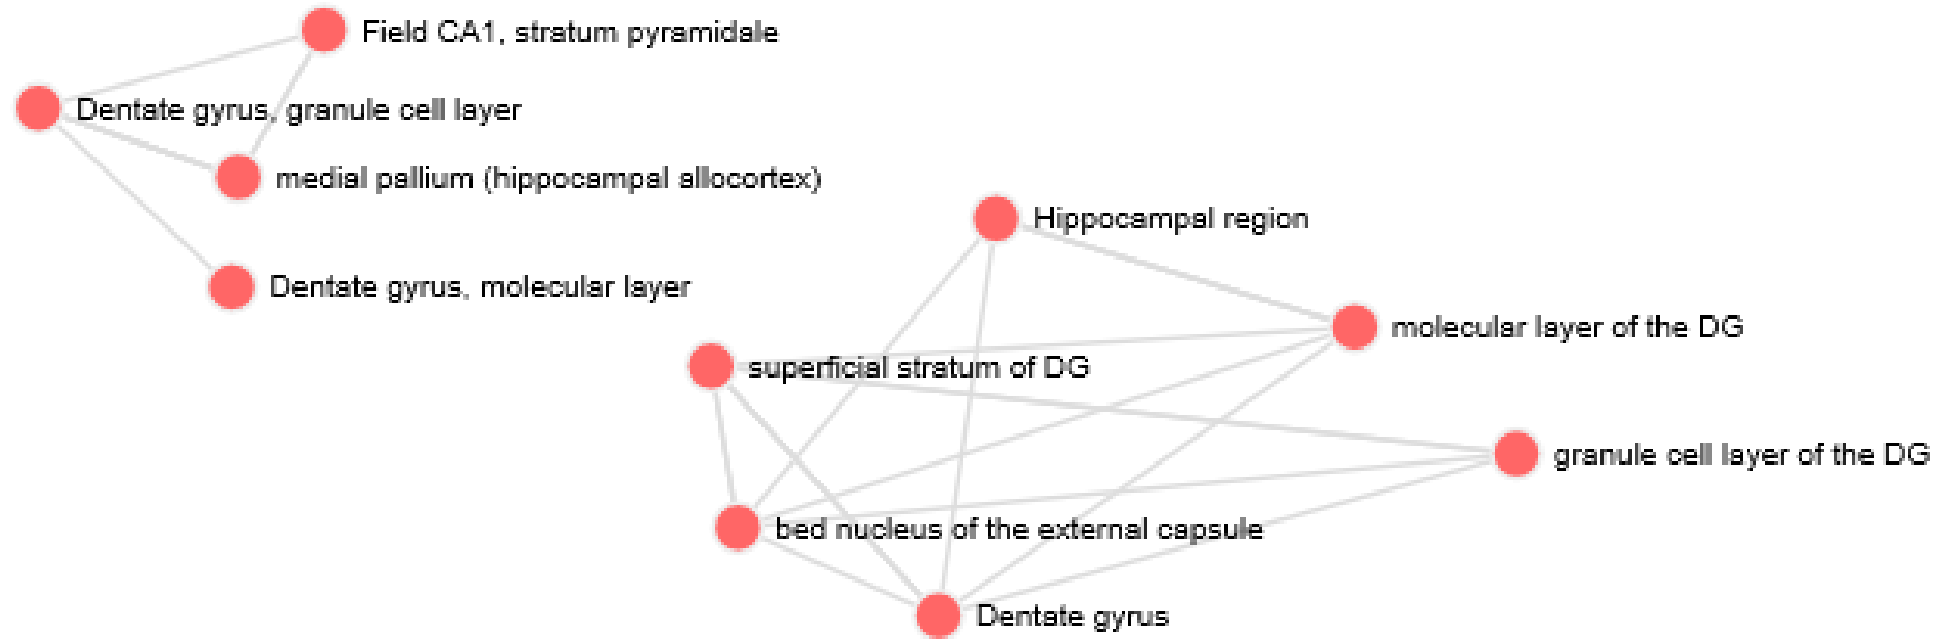 Field CA1, stratum pyramidale
Dentate gyrus, granule cell layer
medial pallium (hippocampal allocortex)
Hippocampal region
Dentate gyrus, molecular layer
molecular layer of the DG
superficial stratum of DG
granule cell layer of the DG
bed nucleus of the external capsule
Dentate gyrus